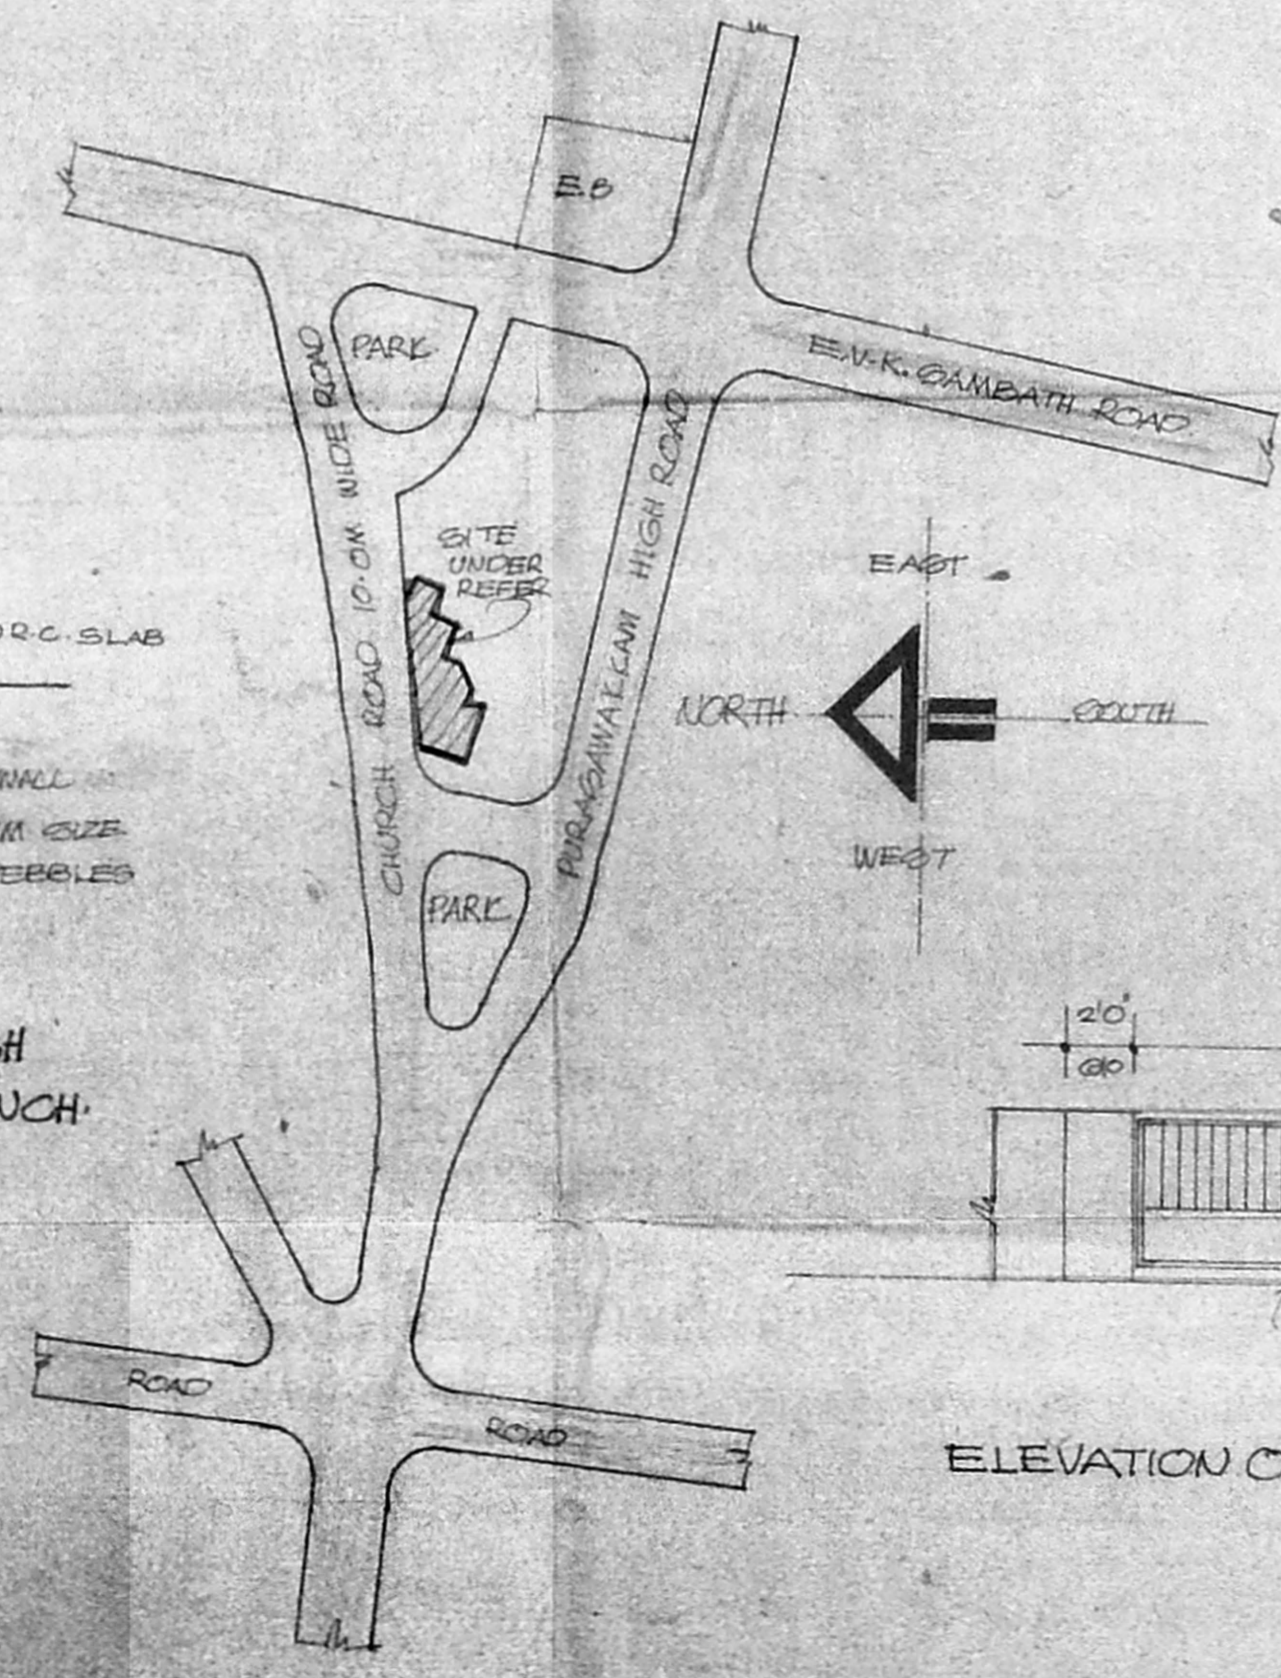 E.B
PARK
E.V.K. SAMBATH ROAD
CHURCH ROAD 10.0M WIDE ROAD
PURASAWAKKAM HIGH ROAD
SITE
UNDER
REFER
EAST
NORTH
SOUTH
WEST
R.C. SLAB
WALL
M SIZE
EBBLES
PARK
H
UCH.
2'0"
ROAD
ROAD
ELEVATION O